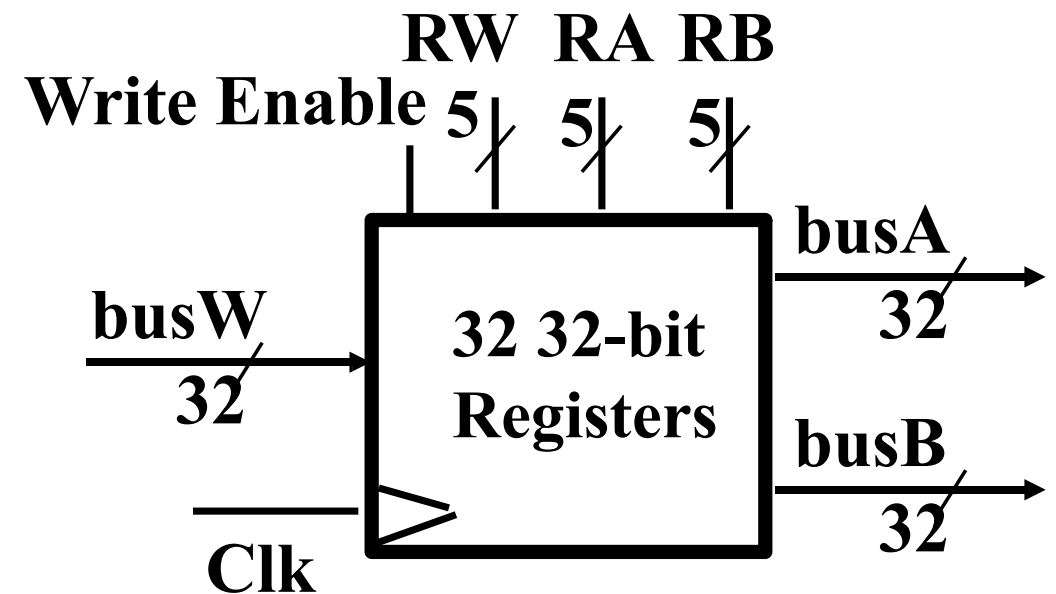 RW RA RB
Write Enable 5 5 5
busA
32
busW
32
32 32-bit
Registers
busB
32
Clk